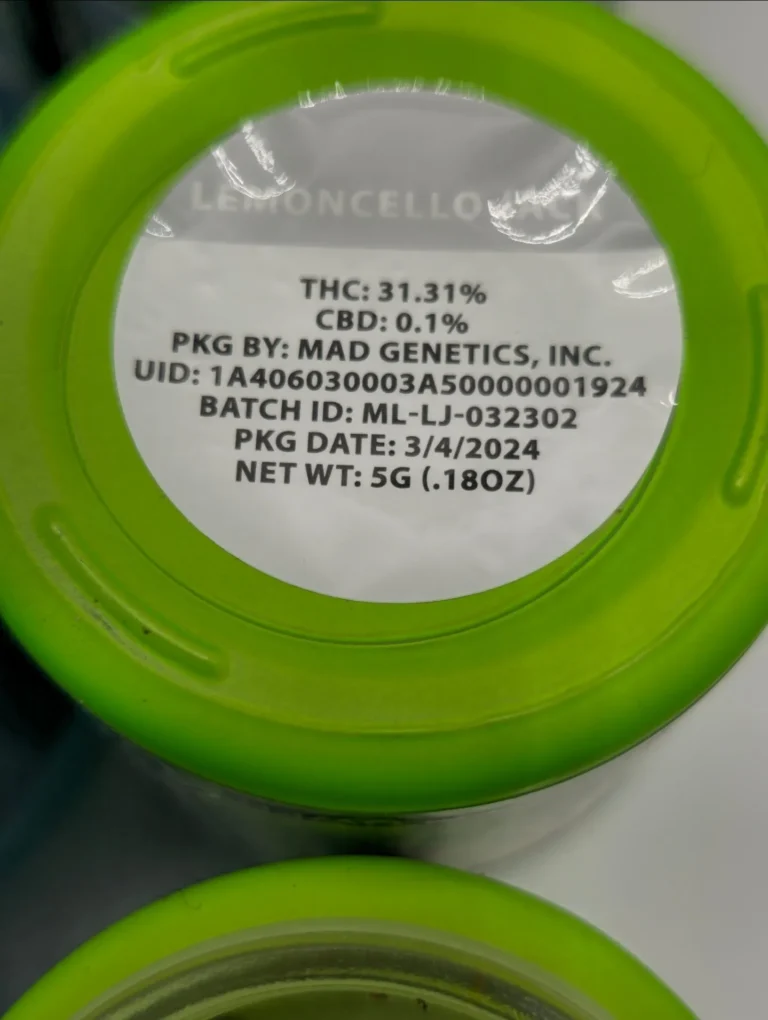 LEMONCELLO JACK
THC: 31.31%
CBD: 0.1%
PKG BY: MAD GENETICS, INC.
UID: 1A406030003A50000001924
BATCH ID: ML-LJ-032302
PKG DATE: 3/4/2024
NET WT: 5G (.18OZ)